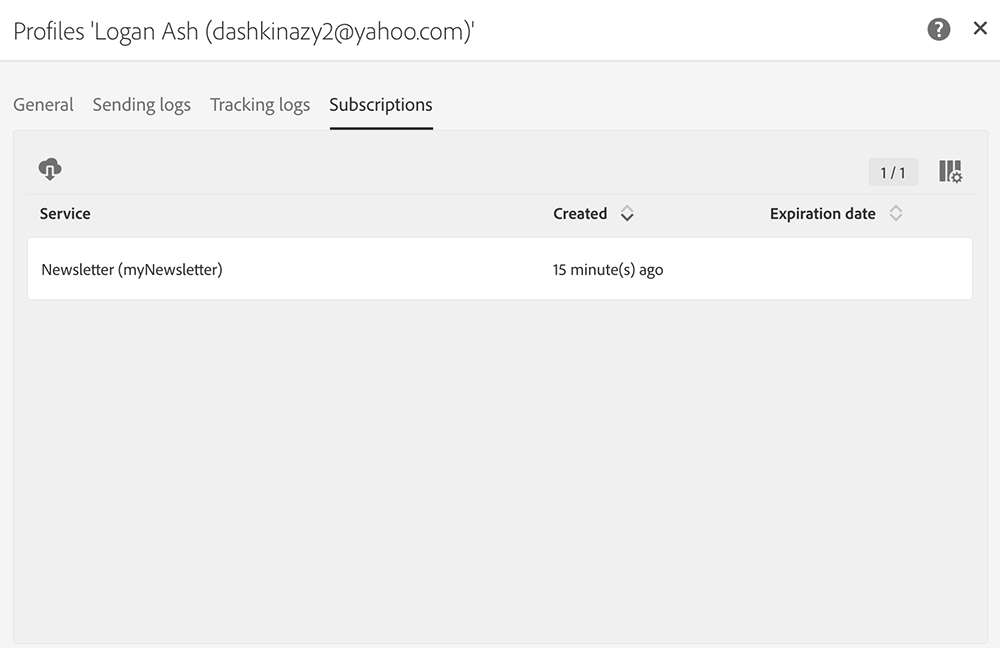 Profiles 'Logan Ash (dashkinazy2@yahoo.com)'
?
General Sending logs Tracking logs Subscriptions
1 / 1
Service Created Expiration date
Newsletter (myNewsletter) 15 minute(s) ago